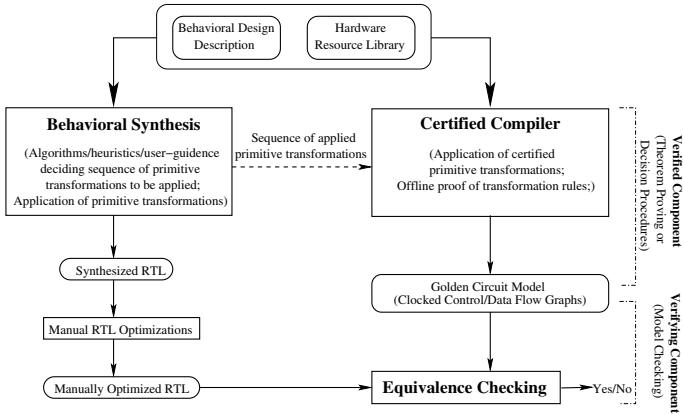 Behavioral Design
Description
Hardware
Resource Library
Behavioral Synthesis
(Algorithms/heuristics/user−guidence
deciding sequence of primitive
transformations to be applied;
Application of primitive transformations)
Sequence of applied
primitive transformations
Certified Compiler
(Application of certified
primitive transformations;
Offline proof of transformation rules;)
Verified Component
(Theorem Proving or
Decision Procedures)
Synthesized RTL
Golden Circuit Model
(Clocked Control/Data Flow Graphs)
Manual RTL Optimizations
Verifying Component
(Model Checking)
Manually Optimized RTL
Equivalence Checking
Yes/No